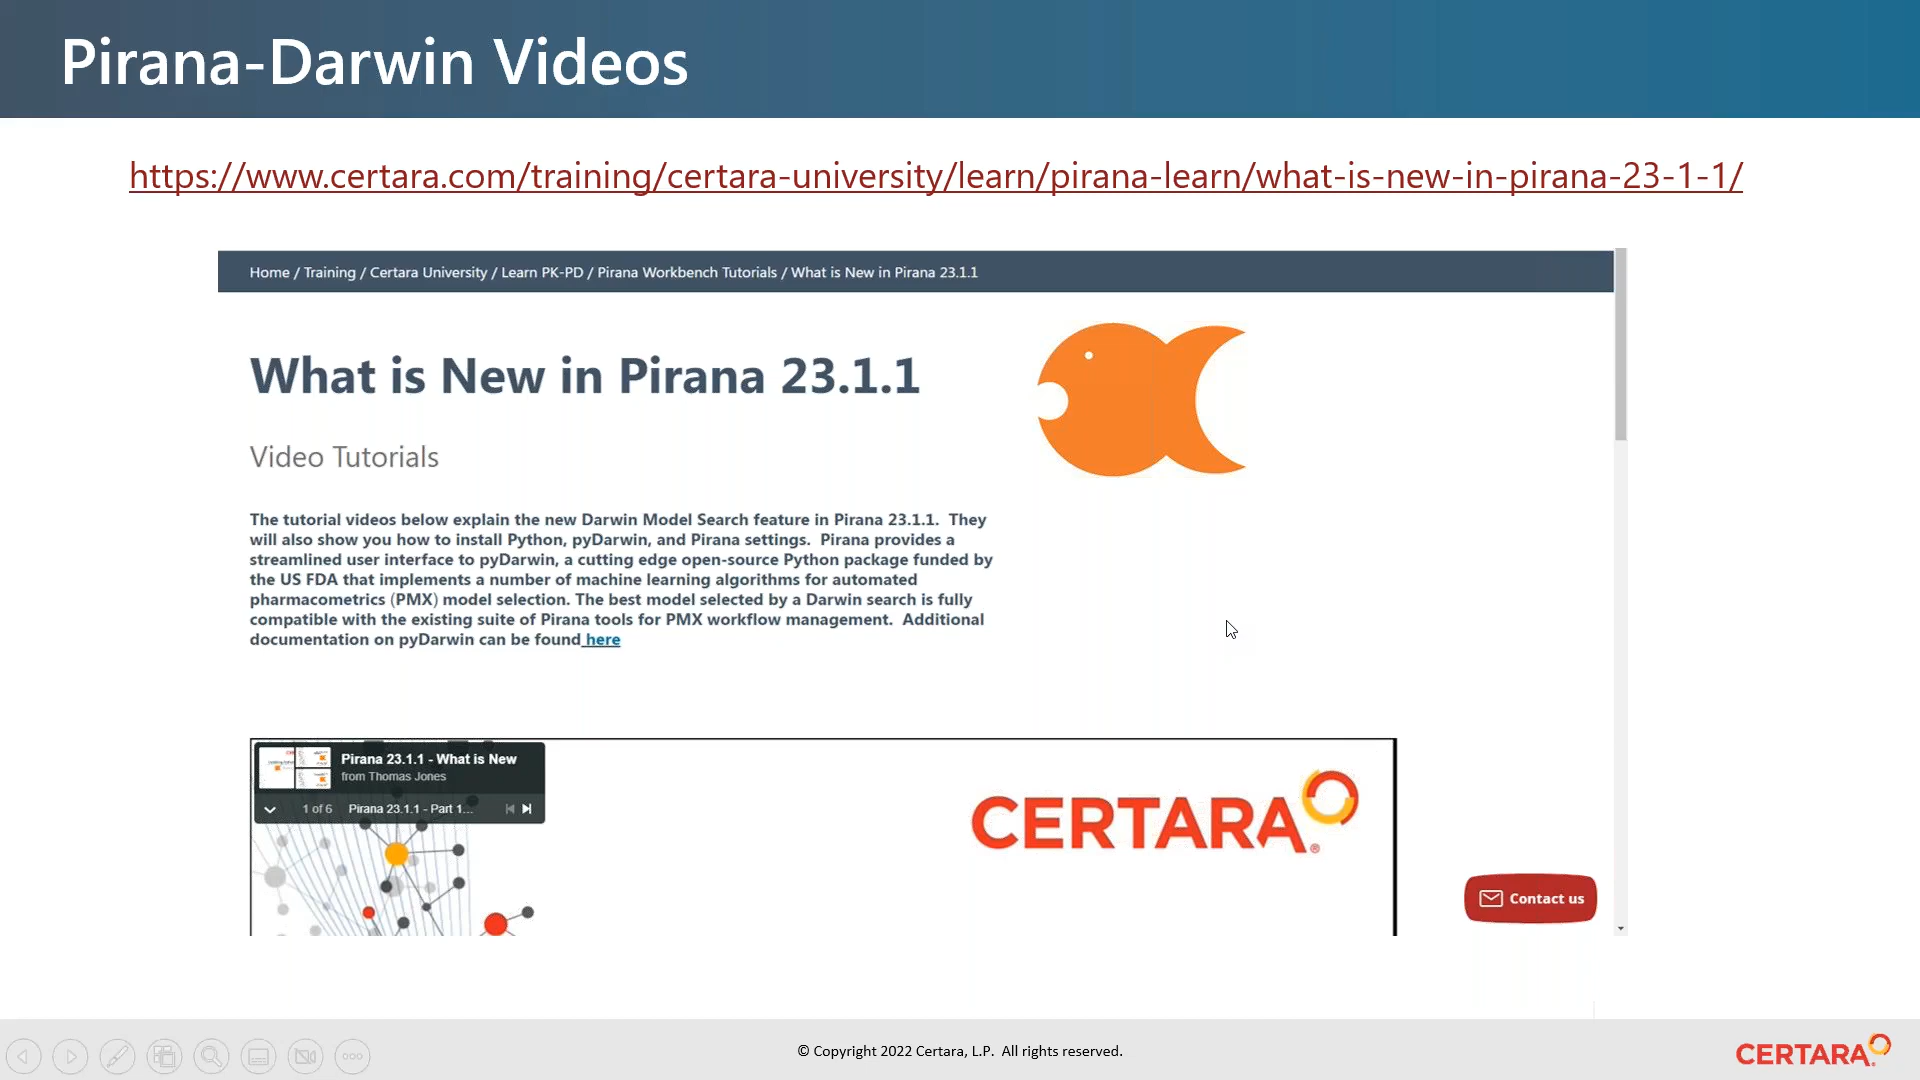 Pirana-Darwin Videos
https://www.certara.com/training/certara-university/learn/pirana-learn/what-is-new-in-pirana-23-1-1/
Home / Training / Certara University / Learn PK-PD / Pirana Workbench Tutorials / What is New in Pirana 23.1.1
What is New in Pirana 23.1.1
Video Tutorials
The tutorial videos below explain the new Darwin Model Search feature in Pirana 23.1.1. They
will also show you how to install Python, pyDarwin, and Pirana settings. Pirana provides a
streamlined user interface to pyDarwin, a cutting edge open-source Python package funded by
the US FDA that implements a number of machine learning algorithms for automated
pharmacometrics (PMX) model selection. The best model selected by a Darwin search is fully
compatible with the existing suite of Pirana tools for PMX workflow management. Additional
documentation on pyDarwin can be found here
Pirana 23.1.1 - What is New
from Thomas Jones
1 of 6 Pirana 23.1.1 - Part 1...
CERTARA®
Contact us
© Copyright 2022 Certara, L.P. All rights reserved.
CERTARA